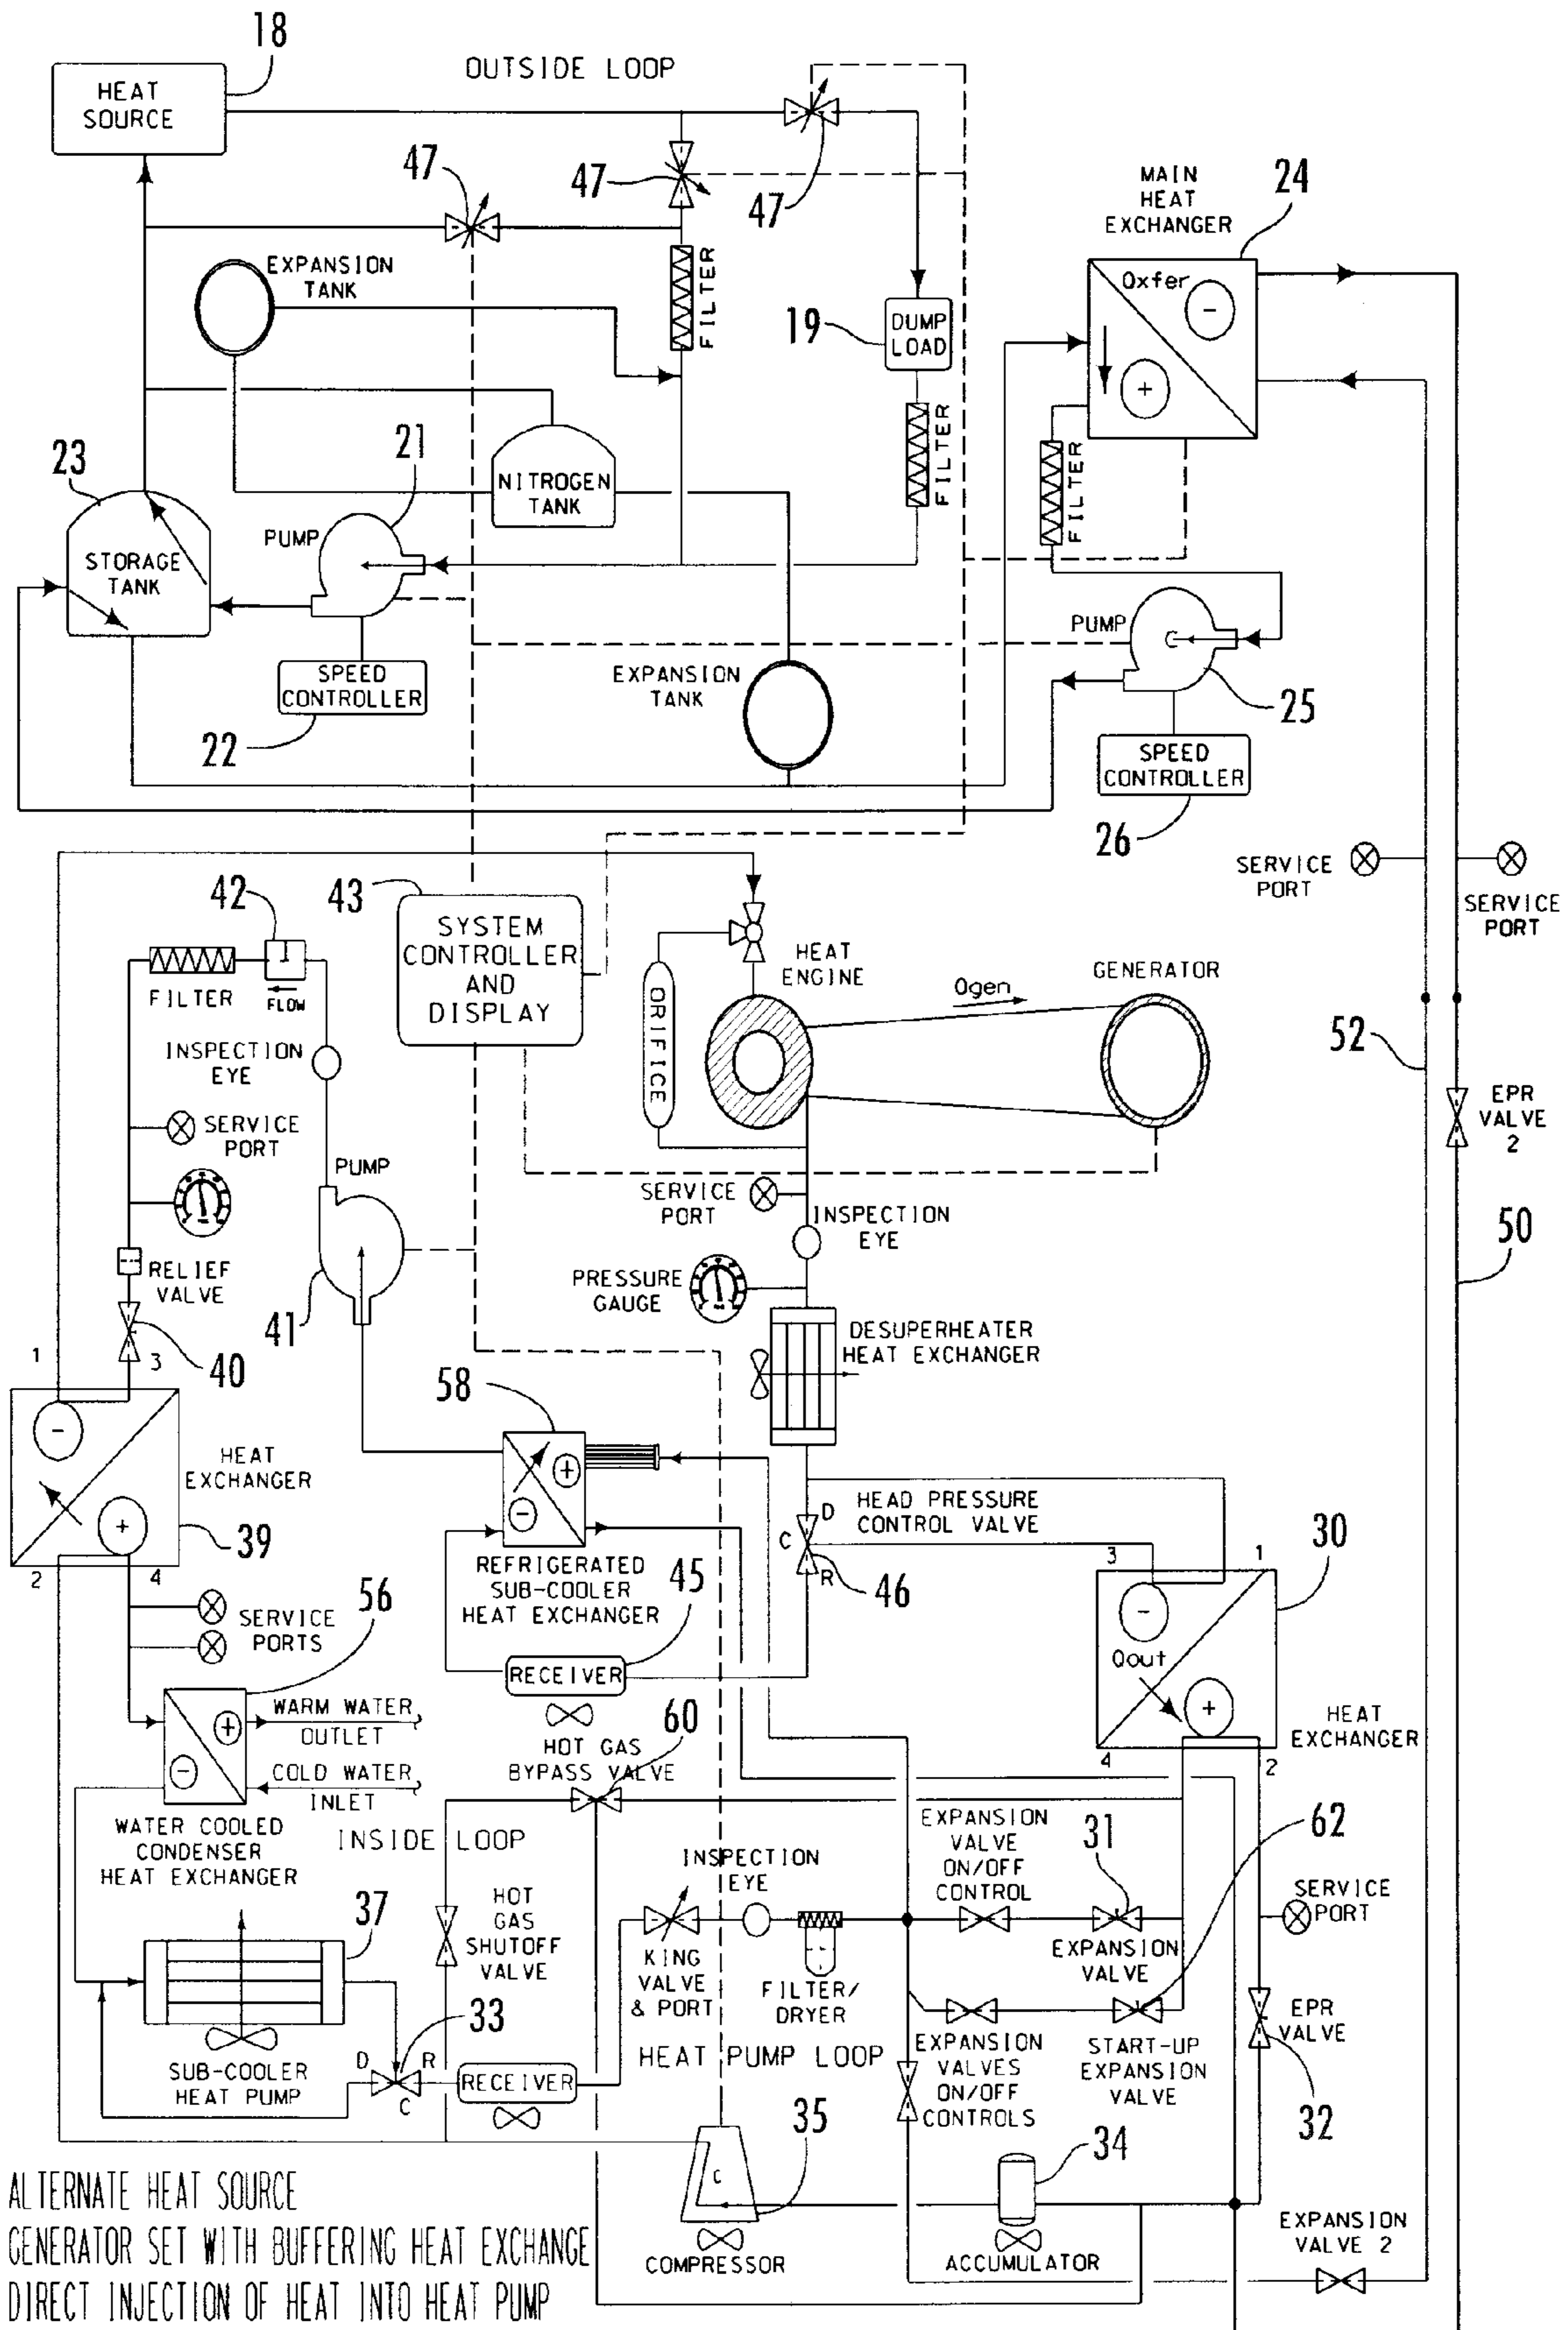 18
OUTSIDE LOOP
HEAT
SOURCE
47
47
47
MAIN
HEAT
EXCHANGER
24
EXPANSION
TANK
FILTER
Qxfer
-
+
19
DUMP
LOAD
FILTER
FILTER
23
21
NITROGEN
TANK
PUMP
STORAGE
TANK
PUMP
C
SPEED
CONTROLLER
22
EXPANSION
TANK
25
SPEED
CONTROLLER
26
SERVICE
PORT
SERVICE
PORT
42
43
SYSTEM
CONTROLLER
AND
DISPLAY
FILTER
FLOW
HEAT
ENGINE
ORIFICE
Qgen
GENERATOR
52
INSPECTION
EYE
EPR
VALVE
2
SERVICE
PORT
PUMP
SERVICE
PORT
INSPECTION
EYE
50
RELIEF
VALVE
PRESSURE
GAUGE
41
DESUPERHEATER
HEAT EXCHANGER
1
3
40
58
-
+
HEAT
EXCHANGER
39
2
4
+
-
HEAD PRESSURE
CONTROL VALVE
D
C
R
46
3
1
30
REFRIGERATED
SUB-COOLER
HEAT EXCHANGER
45
-
Qout
+
SERVICE
PORTS
56
RECEIVER
HEAT
EXCHANGER
4
2
+
-
WARM WATER
OUTLET
COLD WATER
INLET
HOT GAS
BYPASS VALVE
60
WATER COOLED
CONDENSER
HEAT EXCHANGER
INSIDE LOOP
EXPANSION
VALVE
ON/OFF
CONTROL
31
62
INSPECTION
EYE
SERVICE
PORT
37
HOT
GAS
SHUTOFF
VALVE
KING
VALVE
& PORT
FILTER/
DRYER
EXPANSION
VALVE
EPR
VALVE
33
SUB-COOLER
HEAT PUMP
D
R
C
RECEIVER
HEAT PUMP LOOP
EXPANSION
VALVES
ON/OFF
CONTROLS
START-UP
EXPANSION
VALVE
32
35
C
34
COMPRESSOR
ACCUMULATOR
EXPANSION
VALVE 2
ALTERNATE HEAT SOURCE
GENERATOR SET WITH BUFFERING HEAT EXCHANGE
DIRECT INJECTION OF HEAT INTO HEAT PUMP